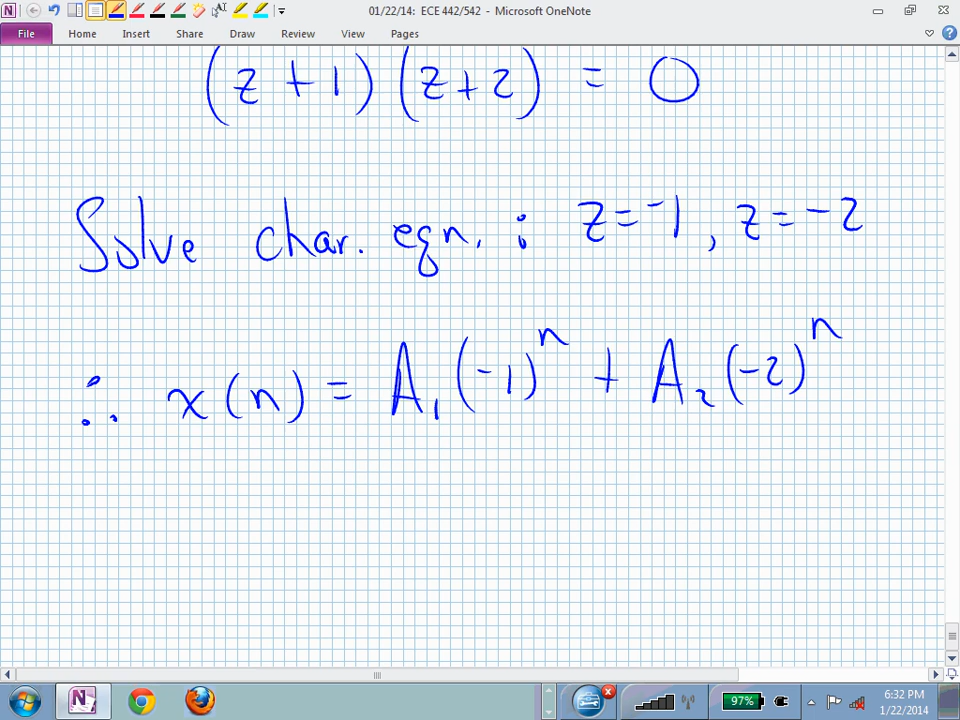 01/22/14: ECE 442/542 - Microsoft OneNote
File Home Insert Share Draw Review View Pages
(z + 1) (z + 2) = 0
Solve char. eqn. : z = -1, z = -2
∴ x(n) = A₁ (-1)ⁿ + A₂ (-2)ⁿ
97% 6:32 PM
1/22/2014